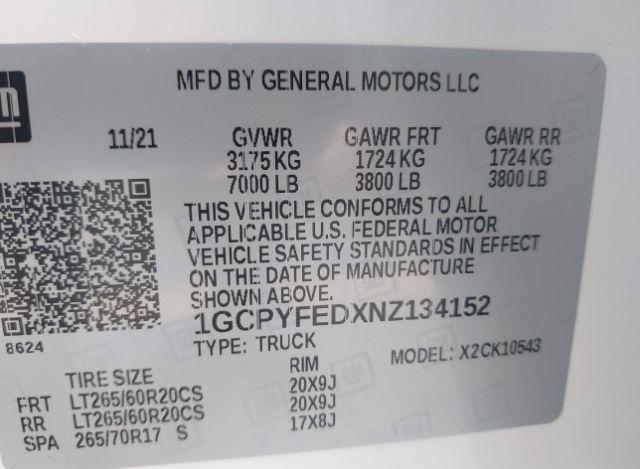 MFD BY GENERAL MOTORS LLC
11/21 GVWR GAWR FRT GAWR RR
3175 KG 1724 KG 1724 KG
7000 LB 3800 LB 3800 LB
THIS VEHICLE CONFORMS TO ALL
APPLICABLE U.S. FEDERAL MOTOR
VEHICLE SAFETY STANDARDS IN EFFECT
ON THE DATE OF MANUFACTURE
SHOWN ABOVE.
1GCPYFEDXNZ134152
8624
TYPE: TRUCK MODEL: X2CK10543
TIRE SIZE RIM
FRT LT265/60R20CS 20X9J
RR LT265/60R20CS 20X9J
SPA 265/70R17 S 17X8J